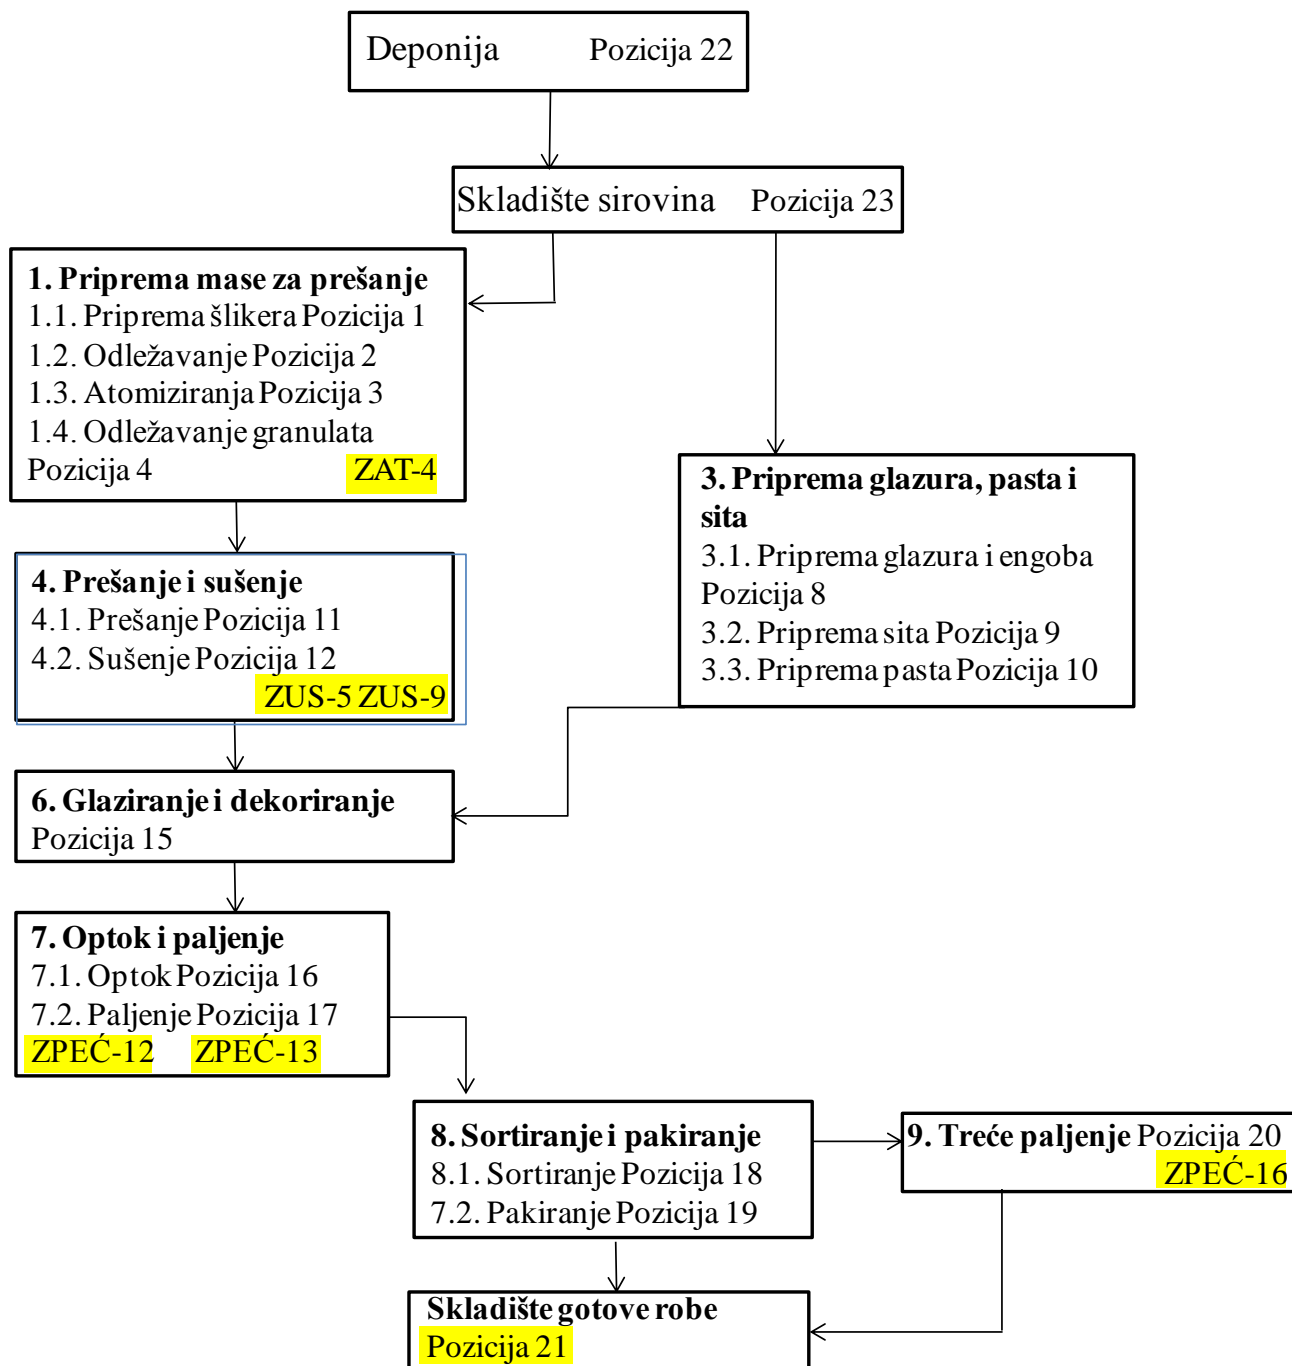 Deponija Pozicija 22
Skladište sirovina Pozicija 23
1. Priprema mase za prešanje
1.1. Priprema šlikera Pozicija 1
1.2. Odležavanje Pozicija 2
1.3. Atomiziranja Pozicija 3
1.4. Odležavanje granulata
Pozicija 4 ZAT-4
3. Priprema glazura, pasta i
sita
3.1. Priprema glazura i engoba
Pozicija 8
3.2. Priprema sita Pozicija 9
3.3. Priprema pasta Pozicija 10
4. Prešanje i sušenje
4.1. Prešanje Pozicija 11
4.2. Sušenje Pozicija 12
ZUS-5 ZUS-9
6. Glaziranje i dekoriranje
Pozicija 15
7. Optok i paljenje
7.1. Optok Pozicija 16
7.2. Paljenje Pozicija 17
ZPEĆ-12 ZPEĆ-13
8. Sortiranje i pakiranje
8.1. Sortiranje Pozicija 18
7.2. Pakiranje Pozicija 19
9. Treće paljenje Pozicija 20
ZPEĆ-16
Skladište gotove robe
Pozicija 21